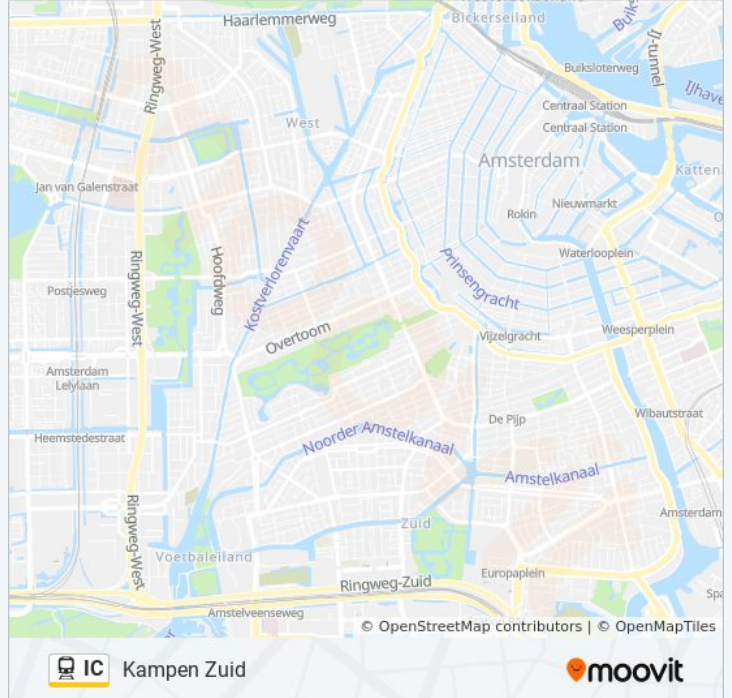 Haarlemmerweg
Bickerseiland
Ringweg-West
IJ-tunnel
Buiksloterweg
Centraal Station
Centraal Station
West
Amsterdam
Jan van Galenstraat
Nieuwmarkt
Rokin
Kostverlorenvaart
Hoofdweg
Prinsengracht
Waterlooplein
Ringweg-West
Postjesweg
Overtoom
Vijzelgracht
Weesperplein
Amsterdam
Lelylaan
De Pijp
Wibautstraat
Heemstedestraat
Noorder Amstelkanaal
Amstelkanaal
Ringweg-West
Amsterdam
Zuid
Voetbaleiland
Europaplein
Ringweg-Zuid
Amstelveenseweg
© OpenStreetMap contributors | © OpenMapTiles
IC Kampen Zuid
moovit